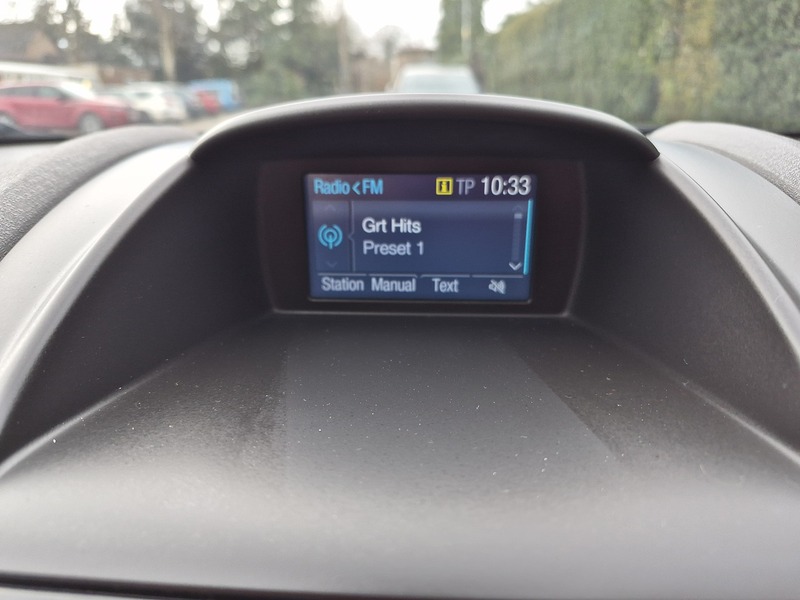 Radio<FM i TP 10:33
Grt Hits
Preset 1
Station Manual Text